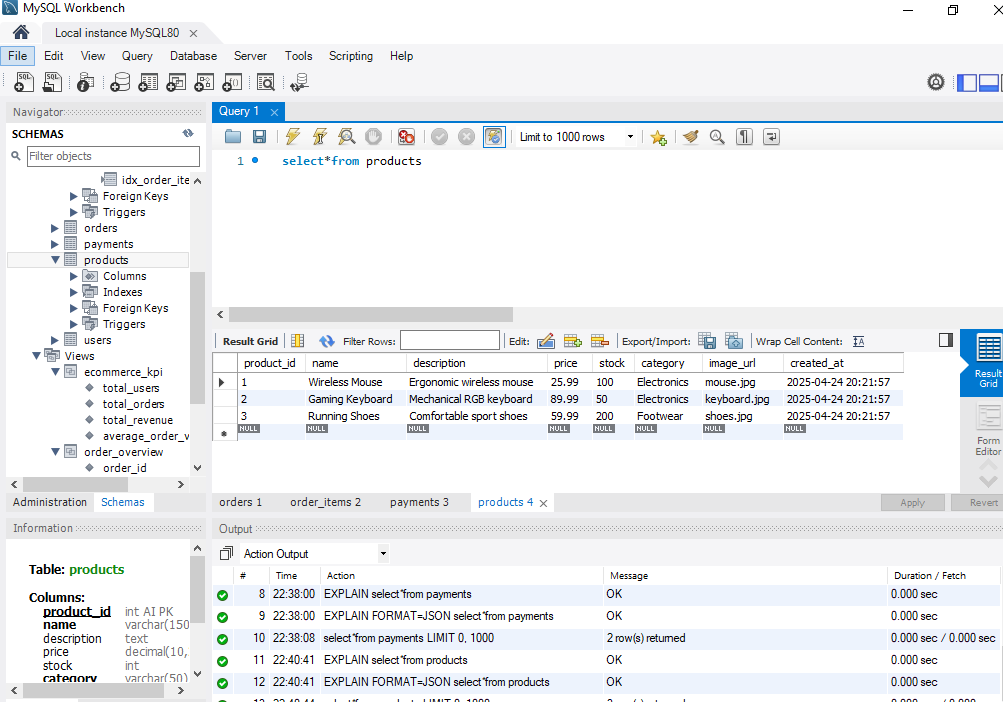 MySQL Workbench
Local instance MySQL80
File Edit View Query Database Server Tools Scripting Help
Navigator
SCHEMAS
Filter objects
idx_order_ite
Foreign Keys
Triggers
orders
payments
products
Columns
Indexes
Foreign Keys
Triggers
users
Views
ecommerce_kpi
total_users
total_orders
total_revenue
average_order_v
order_overview
order_id
Administration Schemas
Information
Table: products
Columns:
product_id int AI PK
name varchar(150
description text
price decimal(10,
stock int
category varchar(50)
Query 1
Limit to 1000 rows
1 select*from products
Result Grid Filter Rows: Edit: Export/Import: Wrap Cell Content:
product_id name description price stock category image_url created_at
1 Wireless Mouse Ergonomic wireless mouse 25.99 100 Electronics mouse.jpg 2025-04-24 20:21:57
2 Gaming Keyboard Mechanical RGB keyboard 89.99 50 Electronics keyboard.jpg 2025-04-24 20:21:57
3 Running Shoes Comfortable sport shoes 59.99 200 Footwear shoes.jpg 2025-04-24 20:21:57
NULL NULL NULL NULL NULL NULL NULL NULL
Result
Grid
Form
Editor
orders 1 order_items 2 payments 3 products 4
Apply Revert
Output
Action Output
# Time Action Message Duration / Fetch
8 22:38:00 EXPLAIN select*from payments OK 0.000 sec
9 22:38:00 EXPLAIN FORMAT=JSON select*from payments OK 0.000 sec
10 22:38:08 select*from payments LIMIT 0, 1000 2 row(s) returned 0.000 sec / 0.000 sec
11 22:40:41 EXPLAIN select*from products OK 0.000 sec
12 22:40:41 EXPLAIN FORMAT=JSON select*from products OK 0.000 sec